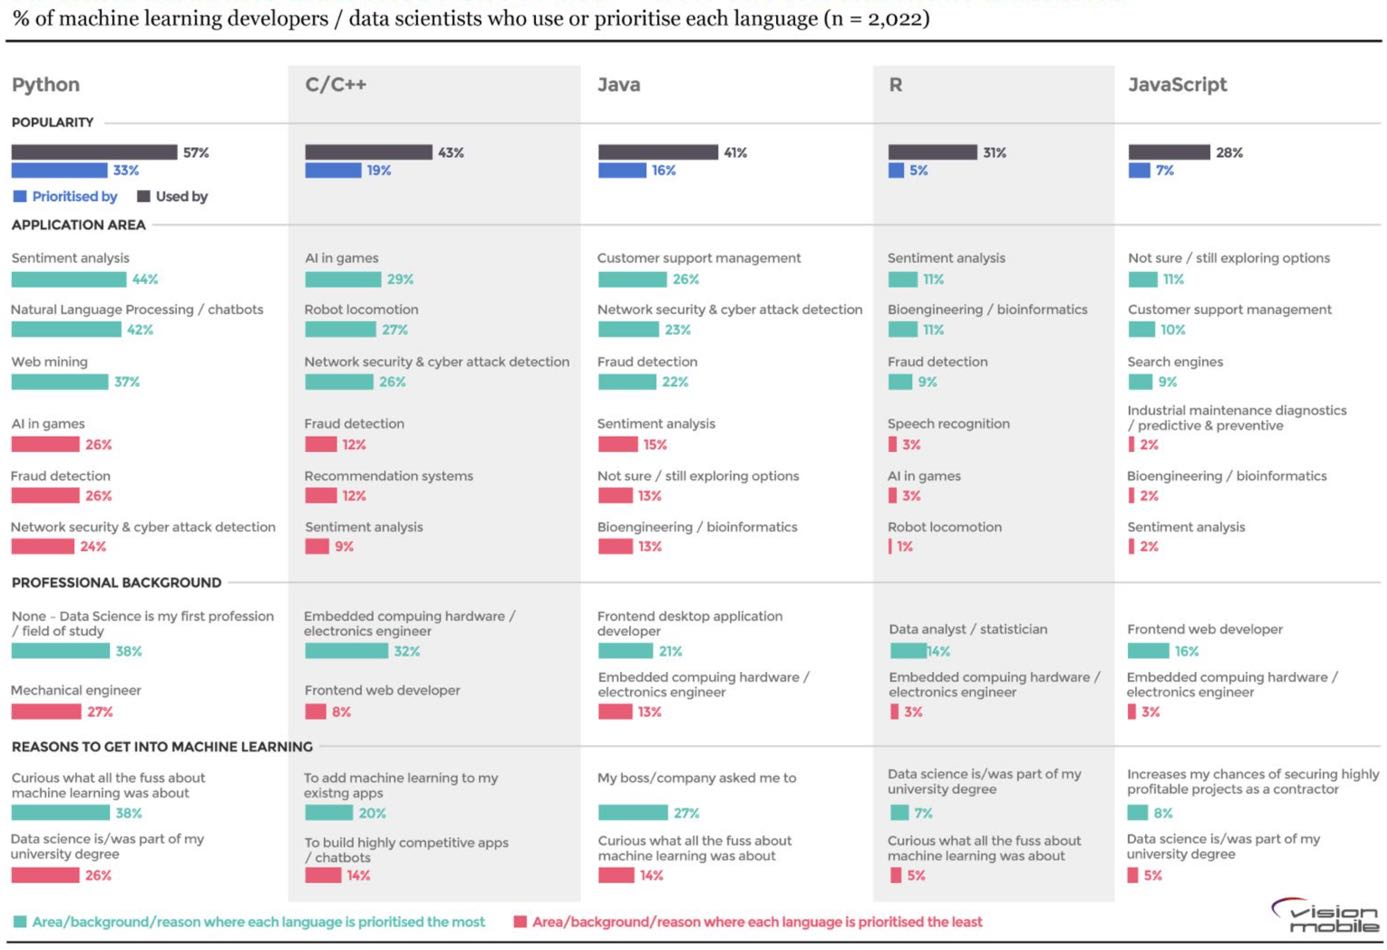 % of machine learning developers / data scientists who use or prioritise each language (n = 2,022)
Python
C/C++
Java
R
JavaScript
POPULARITY
57%
33%
43%
19%
41%
16%
31%
5%
28%
7%
Prioritised by
Used by
APPLICATION AREA
Sentiment analysis
44%
AI in games
29%
Customer support management
26%
Sentiment analysis
11%
Not sure / still exploring options
11%
Natural Language Processing / chatbots
42%
Robot locomotion
27%
Network security & cyber attack detection
23%
Bioengineering / bioinformatics
11%
Customer support management
10%
Web mining
37%
Network security & cyber attack detection
26%
Fraud detection
22%
Fraud detection
9%
Search engines
9%
AI in games
26%
Fraud detection
12%
Sentiment analysis
15%
Speech recognition
3%
Industrial maintenance diagnostics
/ predictive & preventive
2%
Fraud detection
26%
Recommendation systems
12%
Not sure / still exploring options
13%
AI in games
3%
Bioengineering / bioinformatics
2%
Network security & cyber attack detection
24%
Sentiment analysis
9%
Bioengineering / bioinformatics
13%
Robot locomotion
1%
Sentiment analysis
2%
PROFESSIONAL BACKGROUND
None – Data Science is my first profession
/ field of study
38%
Embedded compuing hardware /
electronics engineer
32%
Frontend desktop application
developer
21%
Data analyst / statistician
14%
Frontend web developer
16%
Mechanical engineer
27%
Frontend web developer
8%
Embedded compuing hardware /
electronics engineer
13%
Embedded compuing hardware /
electronics engineer
3%
Embedded compuing hardware /
electronics engineer
3%
REASONS TO GET INTO MACHINE LEARNING
Curious what all the fuss about
machine learning was about
38%
To add machine learning to my
existng apps
20%
My boss/company asked me to
27%
Data science is/was part of my
university degree
7%
Increases my chances of securing highly
profitable projects as a contractor
8%
Data science is/was part of my
university degree
26%
To build highly competitive apps
/ chatbots
14%
Curious what all the fuss about
machine learning was about
14%
Curious what all the fuss about
machine learning was about
5%
Data science is/was part of my
university degree
5%
Area/background/reason where each language is prioritised the most
Area/background/reason where each language is prioritised the least
vision
mobile